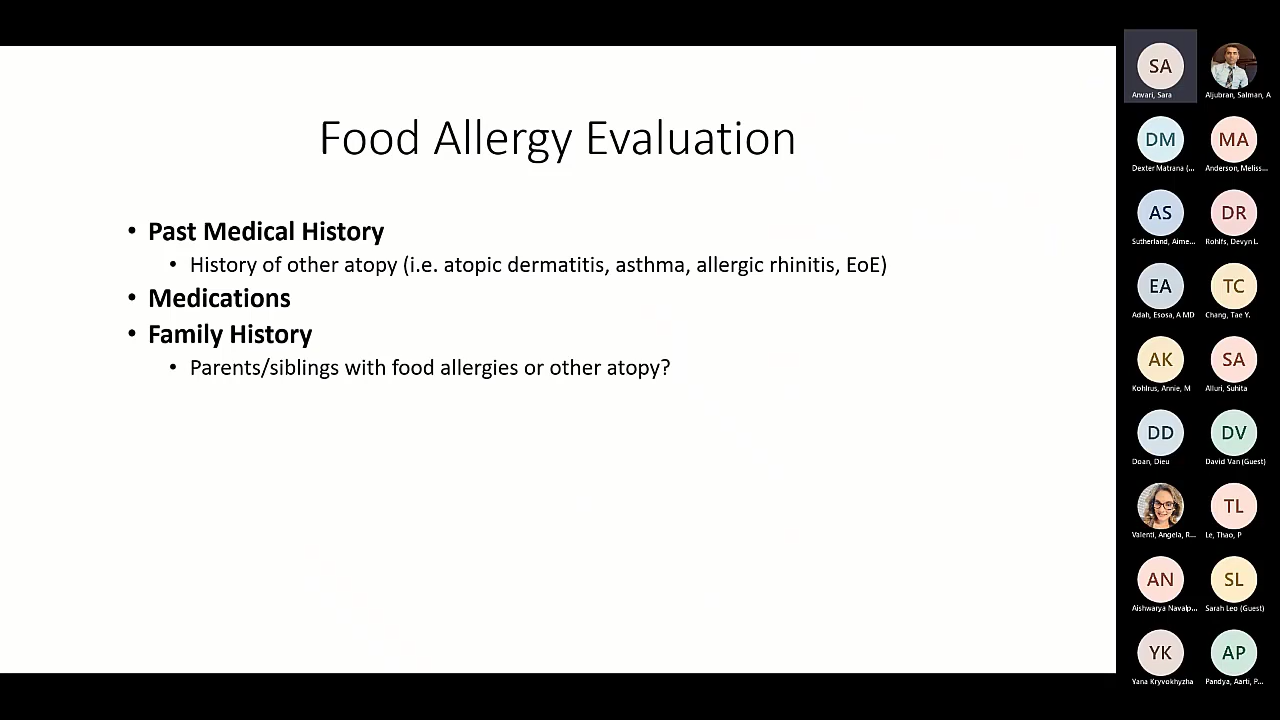 Food Allergy Evaluation
• Past Medical History
• History of other atopy (i.e. atopic dermatitis, asthma, allergic rhinitis, EoE)
• Medications
• Family History
• Parents/siblings with food allergies or other atopy?
SA
Anvari, Sara
Aljubran, Salman, A
DM
MA
Dexter Matrana (...
Anderson, Meliss...
AS
DR
Sutherland, Aime...
Rohlfs, Devyn L.
EA
TC
Adah, Esosa, A MD
Chang, Tae Y.
AK
SA
Kohlrus, Annie, M
Alluri, Suhita
DD
DV
Doan, Dieu
David Van (Guest)
TL
Valenti, Angela, R...
Le, Thao, P
AN
SL
Aishwarya Navalp...
Sarah Leo (Guest)
YK
AP
Yana Kryvokhyzha
Pandya, Aarti, P...